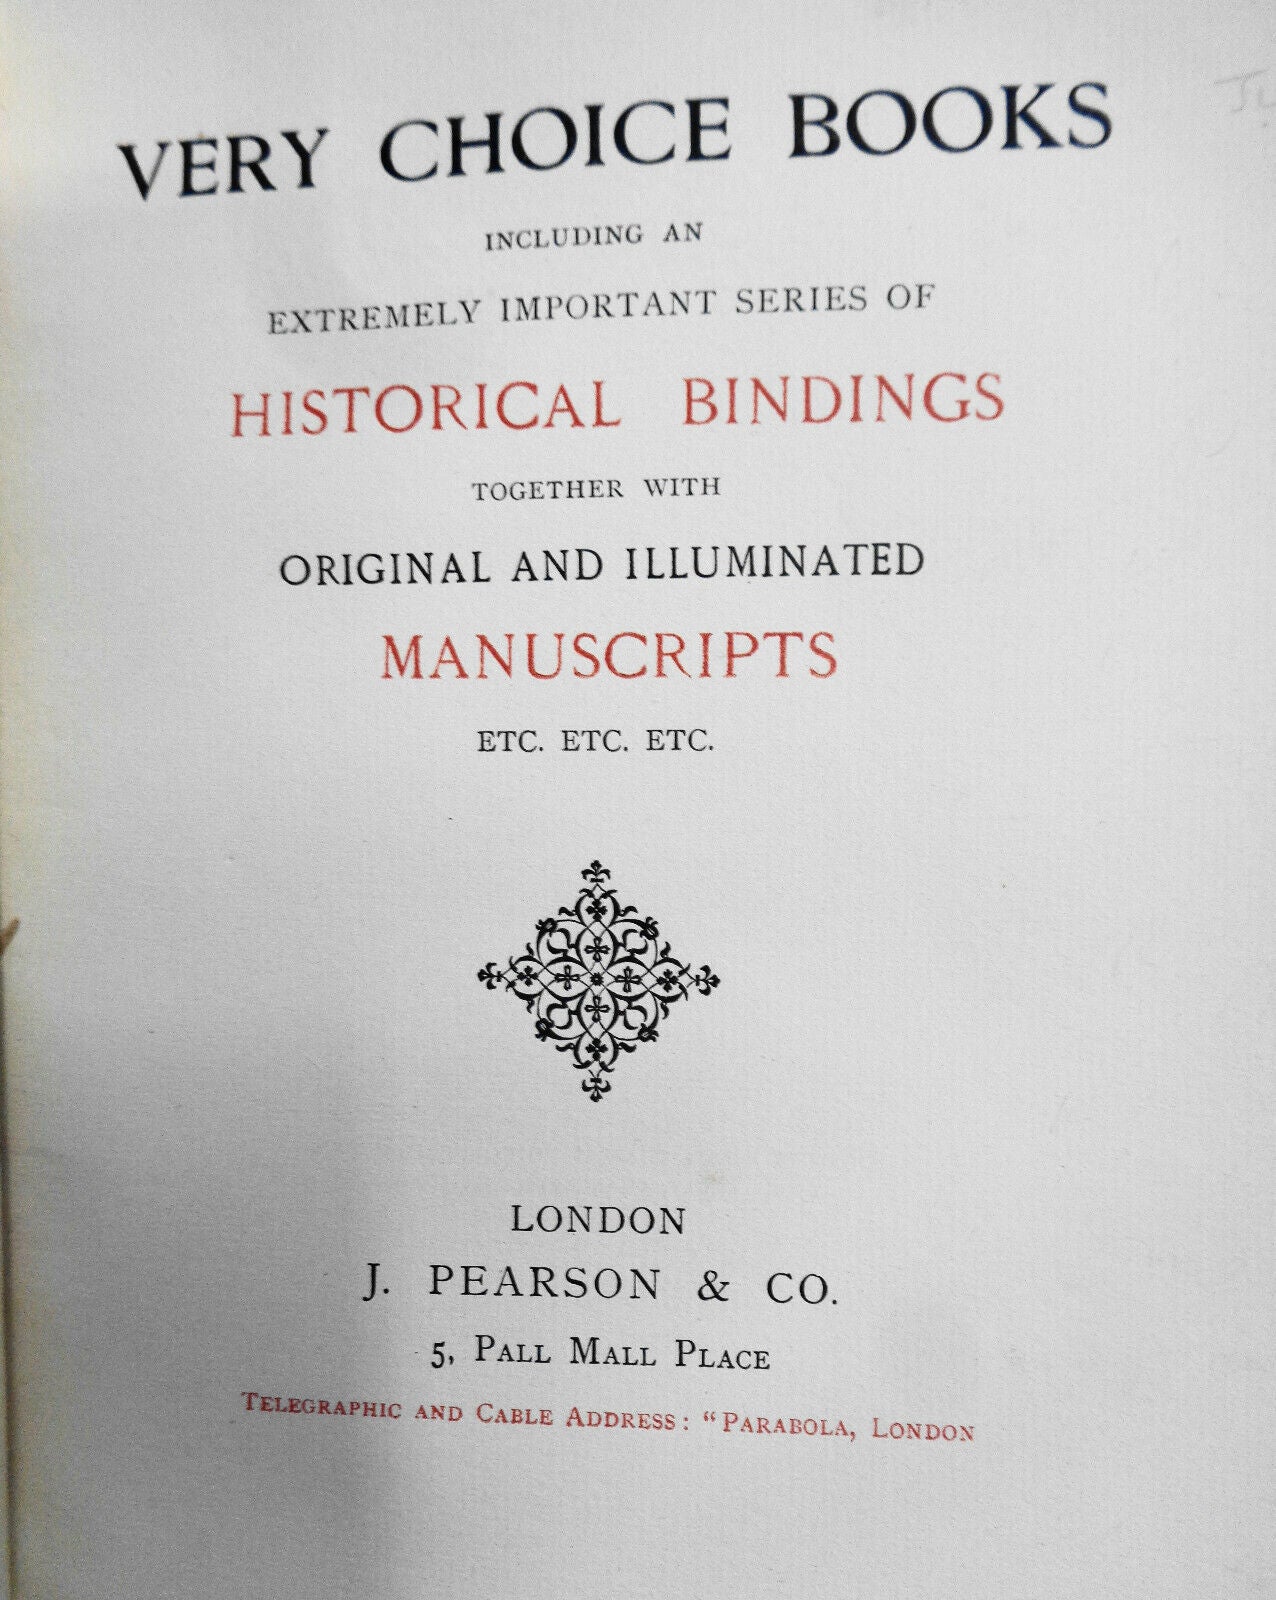 VERY CHOICE BOOKS
INCLUDING AN
EXTREMELY IMPORTANT SERIES OF
HISTORICAL BINDINGS
TOGETHER WITH
ORIGINAL AND ILLUMINATED
MANUSCRIPTS
ETC. ETC. ETC.
LONDON
J. PEARSON & CO.
5, PALL MALL PLACE
TELEGRAPHIC AND CABLE ADDRESS: "PARABOLA, LONDON